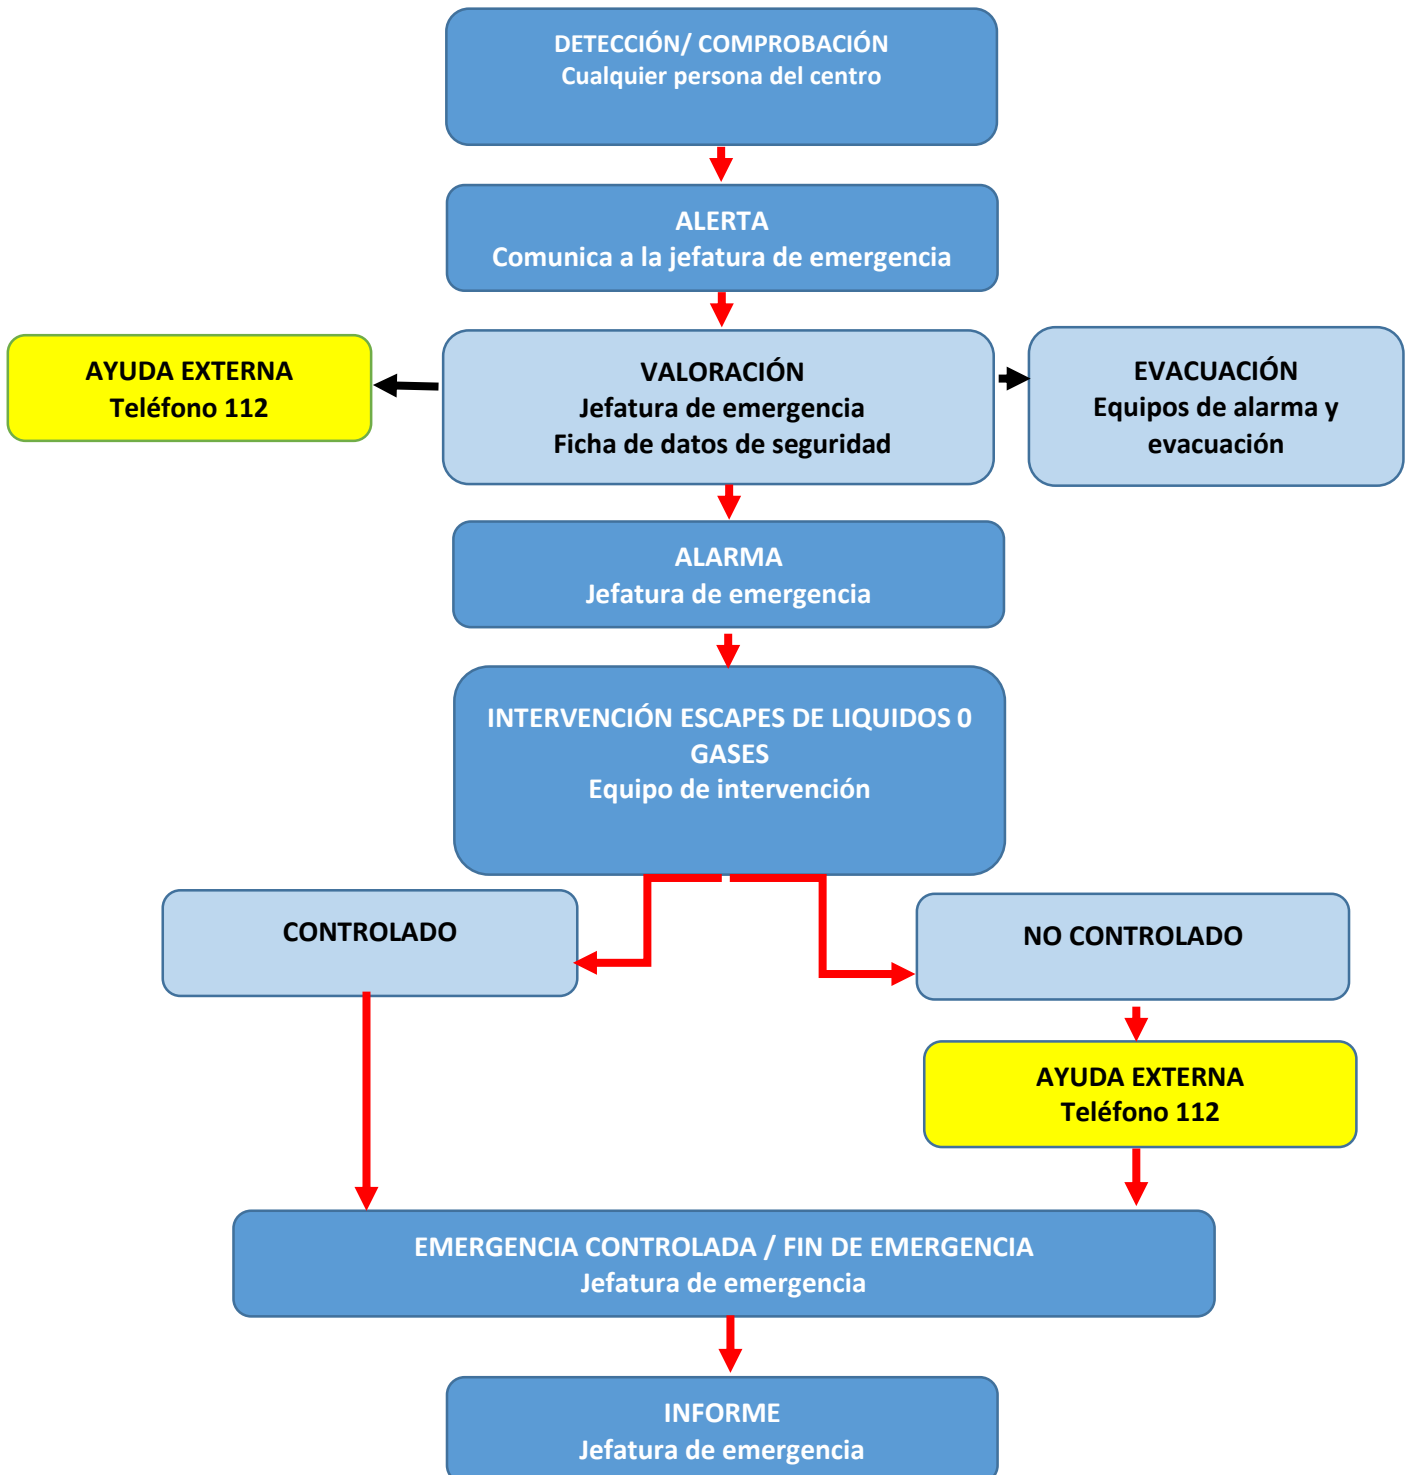 DETECCIÓN/ COMPROBACIÓN
Cualquier persona del centro
ALERTA
Comunica a la jefatura de emergencia
AYUDA EXTERNA
Teléfono 112
VALORACIÓN
Jefatura de emergencia
Ficha de datos de seguridad
EVACUACIÓN
Equipos de alarma y
evacuación
ALARMA
Jefatura de emergencia
INTERVENCIÓN ESCAPES DE LIQUIDOS 0
GASES
Equipo de intervención
CONTROLADO
NO CONTROLADO
AYUDA EXTERNA
Teléfono 112
EMERGENCIA CONTROLADA / FIN DE EMERGENCIA
Jefatura de emergencia
INFORME
Jefatura de emergencia